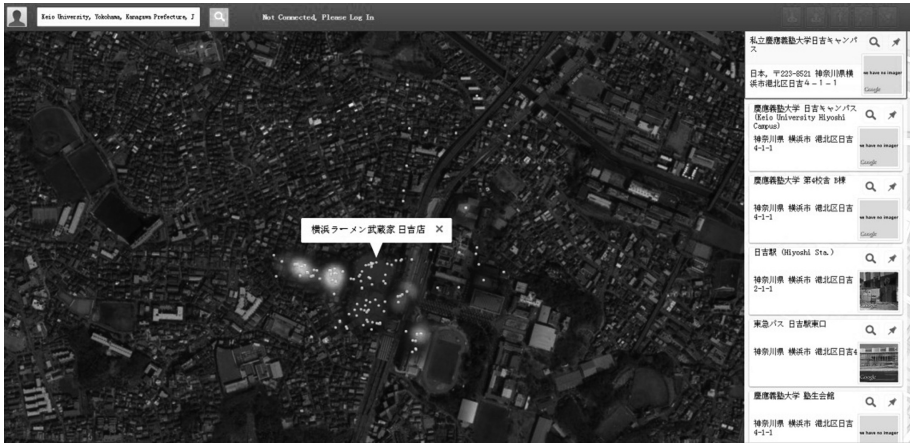 Keio University, Yokohama, Kanagawa Prefecture, J
Not Connected, Please Log In
横浜ラーメン武蔵家 日吉店 ×
私立慶應義塾大学日吉キャンパ
ス
日本, 〒223-8521 神奈川県横
浜市港北区日吉４－１－１
Google
慶應義塾大学 日吉キャンパス
(Keio University Hiyoshi
Campus)
神奈川県 横浜市 港北区日吉
4-1-1
Google
慶應義塾大学 第4校舎 B棟
神奈川県 横浜市 港北区日吉
4-1-1
Google
日吉駅 (Hiyoshi Sta.)
神奈川県 横浜市 港北区日吉
2-1-1
東急バス 日吉駅東口
神奈川県 横浜市 港北区日吉4
Google
慶應義塾大学 塾生会館
神奈川県 横浜市 港北区日吉
4-1-1